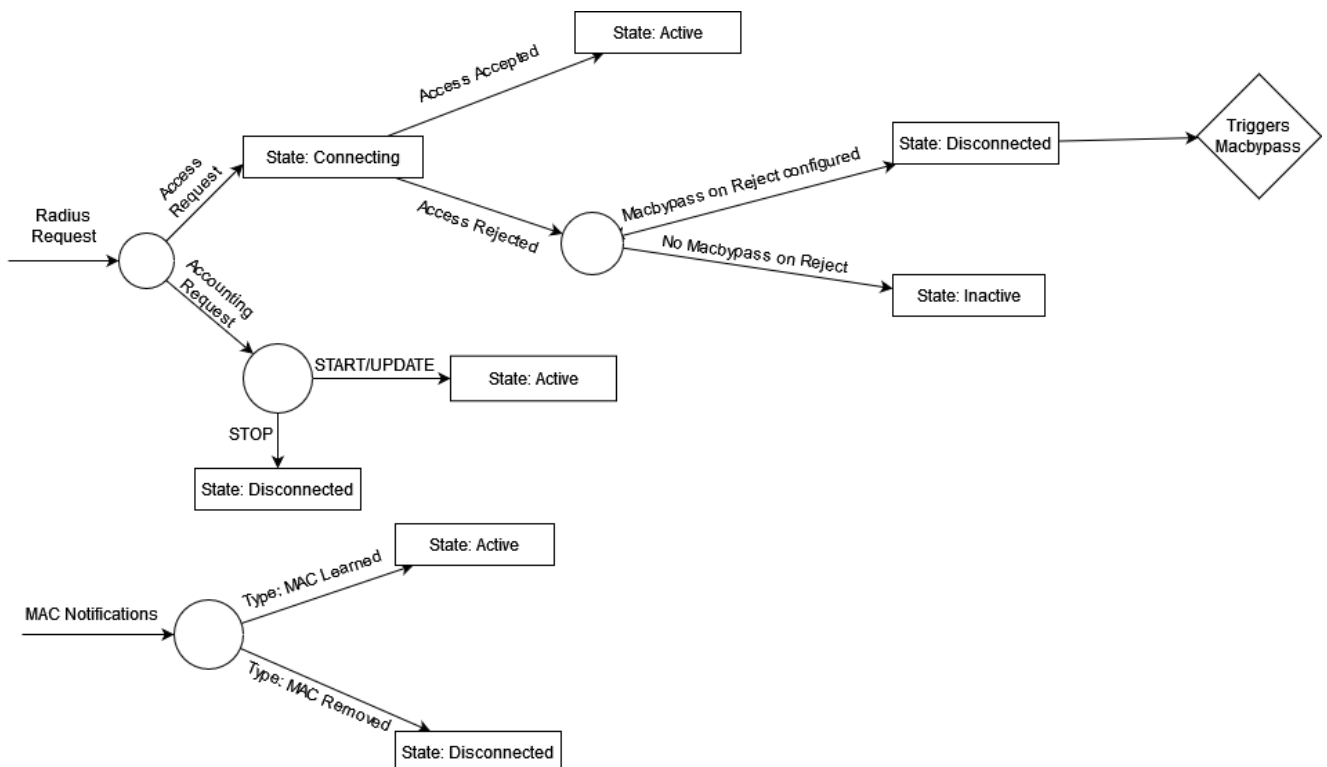 State: Active
Access Accepted
State: Connecting
State: Disconnected
Triggers
Macbypass
Access
Request
Macbypass on Reject configured
Radius
Request
Access Rejected
No Macbypass on Reject
State: Inactive
Accounting
Request
START/UPDATE
State: Active
STOP
State: Disconnected
State: Active
Type: MAC Learned
MAC Notifications
Type: MAC Removed
State: Disconnected